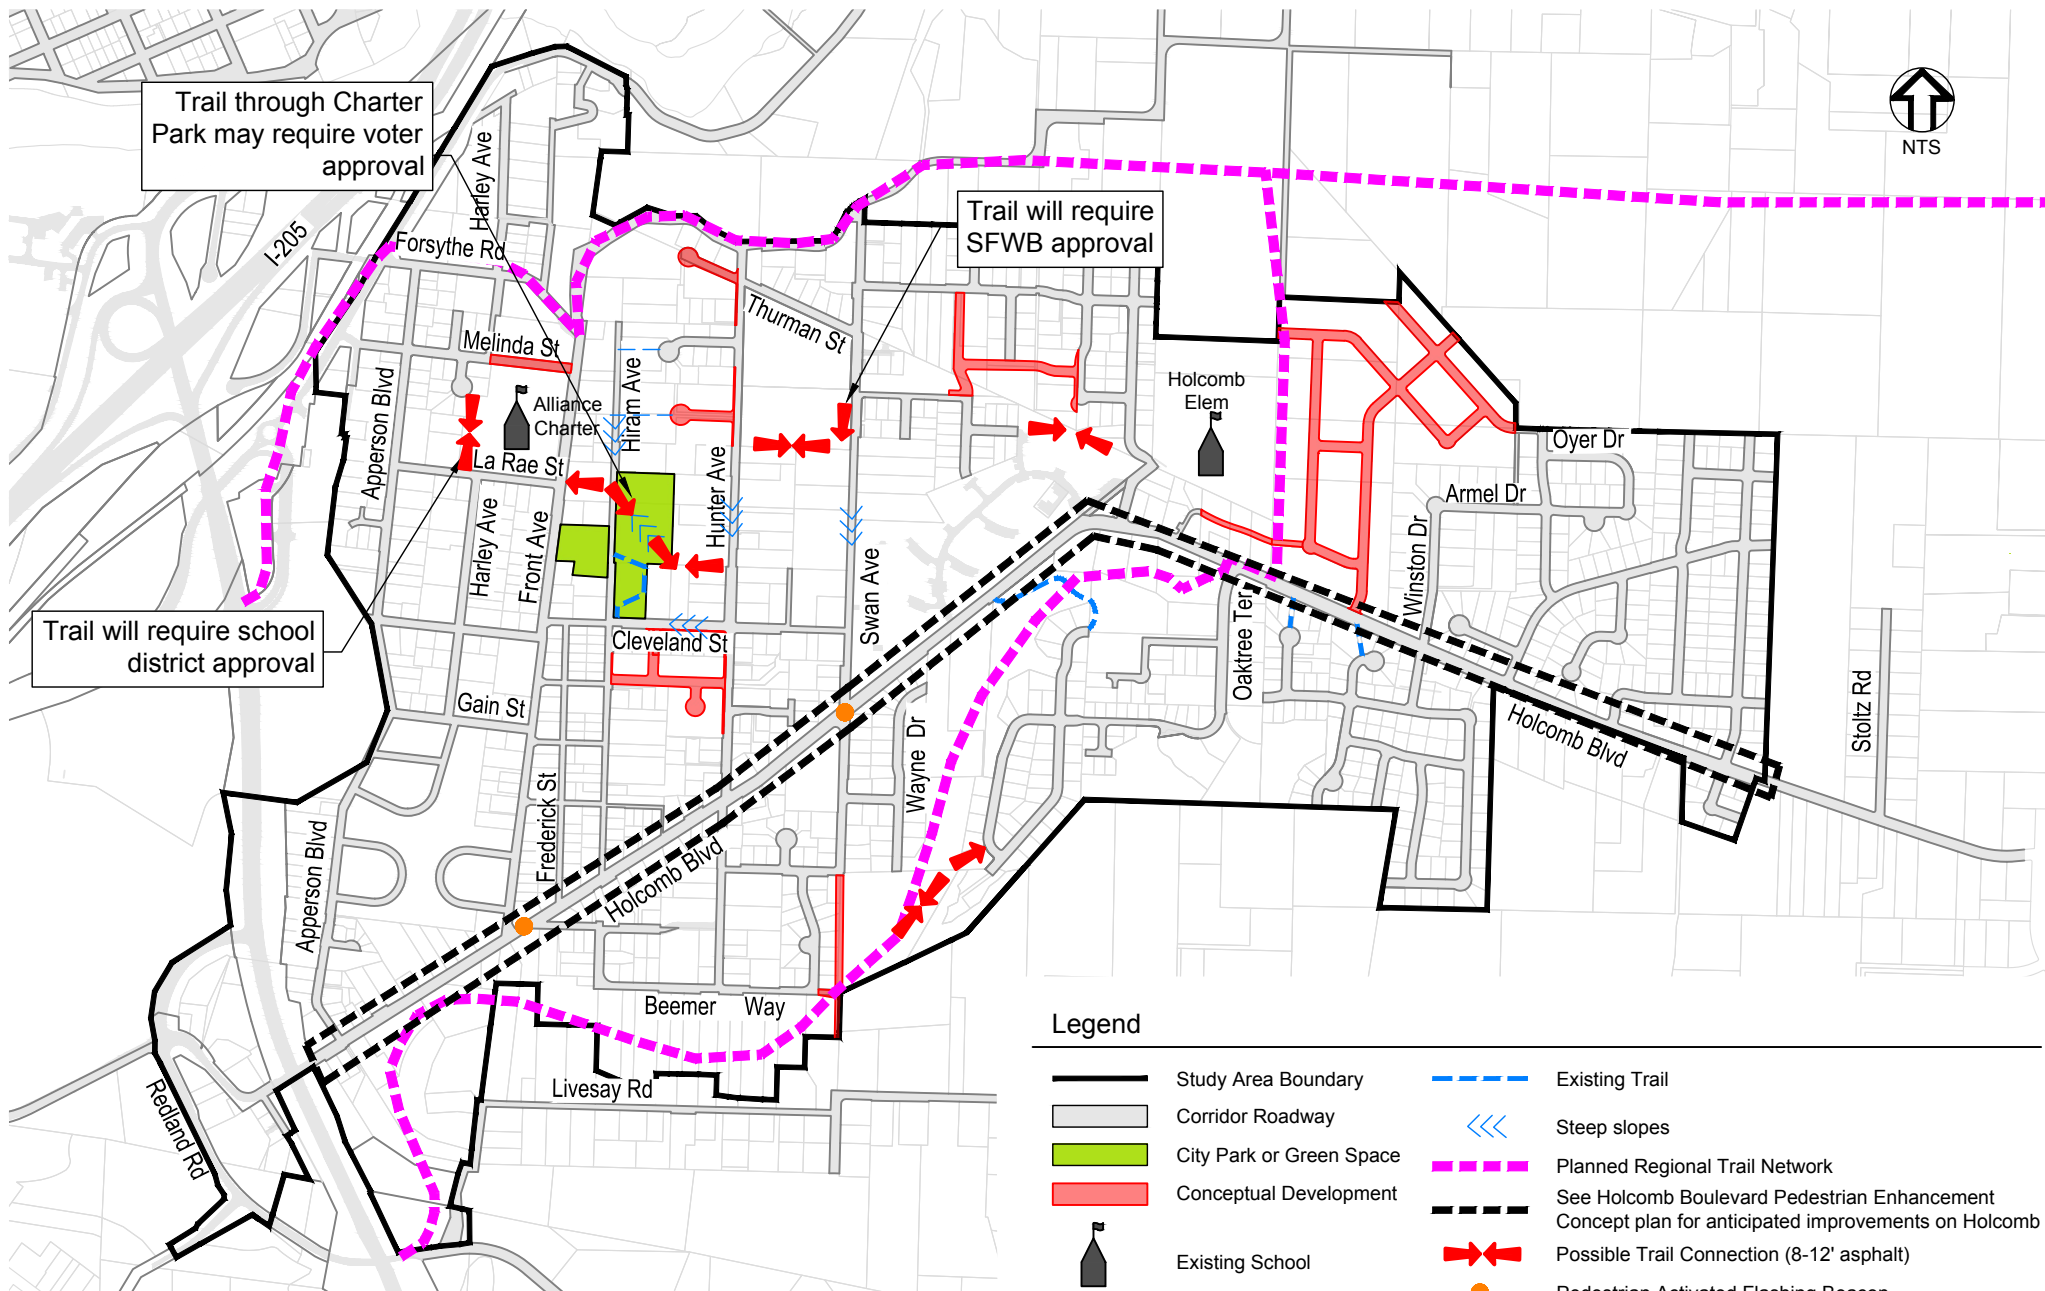 Trail through Charter
Park may require voter
approval
Harley Ave
I-205
Forsythe Rd
Trail will require
SFWB approval
NTS
Thurman St
Melinda St
Hiram Ave
Alliance
Charter
Holcomb
Elem
Apperson Blvd
La Rae St
Hunter Ave
Oyer Dr
Armel Dr
Harley Ave
Front Ave
Swan Ave
Winston Dr
Trail will require school
district approval
Cleveland St
Oaktree Ter
Gain St
Wayne Dr
Holcomb Blvd
Stoltz Rd
Frederick St
Apperson Blvd
Holcomb Blvd
Beemer Way
Livesay Rd
Redland Rd
Legend
Study Area Boundary
Corridor Roadway
City Park or Green Space
Conceptual Development
Existing School
Existing Trail
Steep slopes
Planned Regional Trail Network
See Holcomb Boulevard Pedestrian Enhancement
Concept plan for anticipated improvements on Holcomb
Possible Trail Connection (8-12' asphalt)
Pedestrian Activated Flashing Beacon